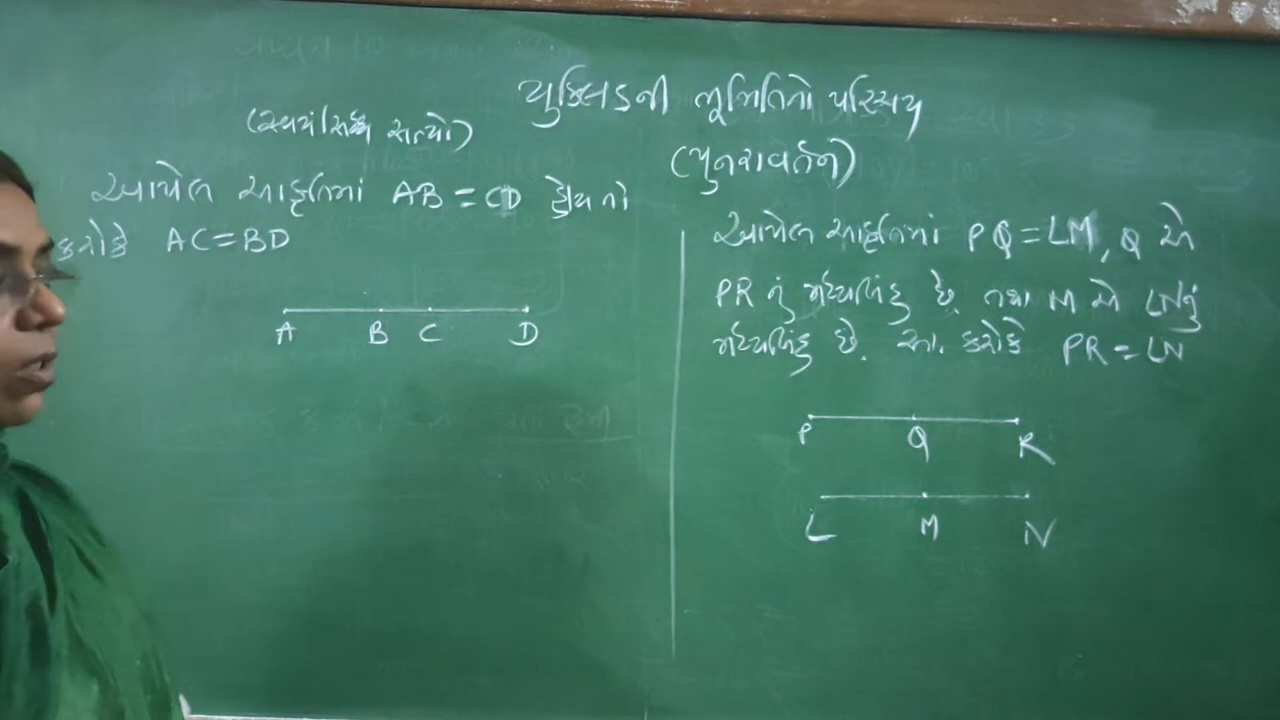 યુક્લિડની ભૂમિતિનો પરિચય
(સ્વયંસિદ્ધ સત્યો)
(પુનરાવર્તન)
આપેલ આકૃતિમાં AB = CD હોય તો
કરોકે AC = BD
A B C D
આપેલ આકૃતિમાં PQ = LM, Q એ
PR નું મધ્યબિંદુ છે. તથા M એ LN નું
મધ્યબિંદુ છે. સા. કરોકે PR = LN
P Q R
L M N